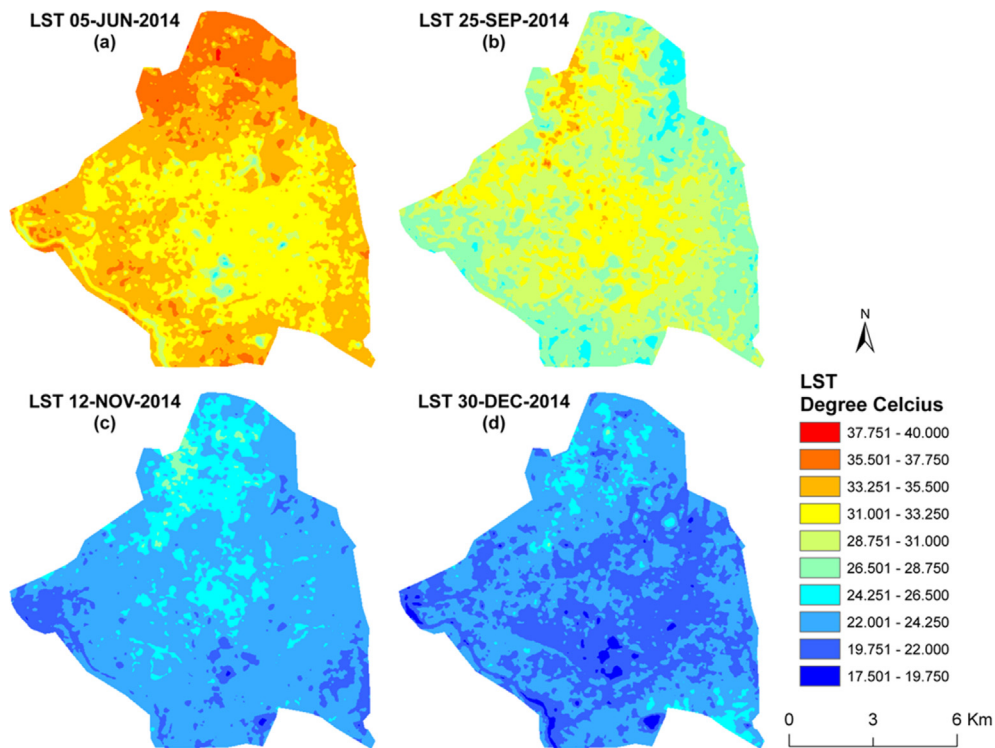 LST 05-JUN-2014
(a)
LST 25-SEP-2014
(b)
LST 12-NOV-2014
(c)
LST 30-DEC-2014
(d)
N
LST
Degree Celcius
37.751 - 40.000
35.501 - 37.750
33.251 - 35.500
31.001 - 33.250
28.751 - 31.000
26.501 - 28.750
24.251 - 26.500
22.001 - 24.250
19.751 - 22.000
17.501 - 19.750
0 3 6 Km